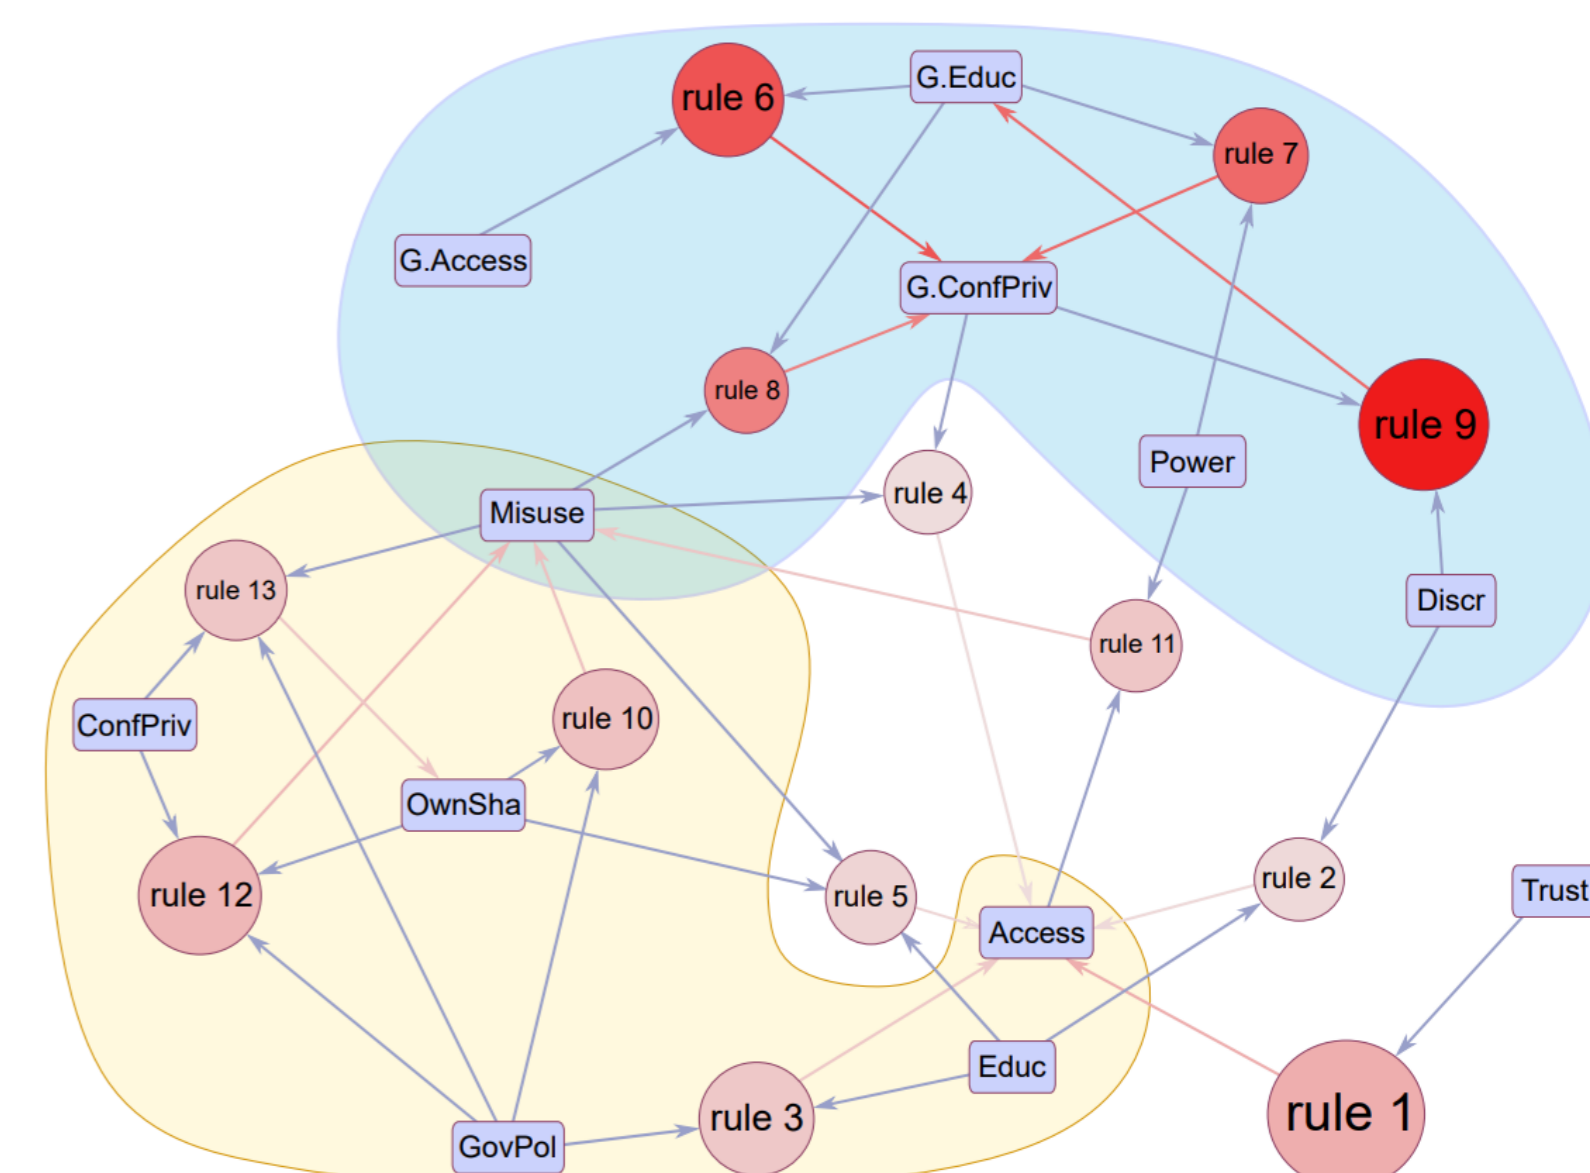 G.Educ
rule 6
rule 7
G.Access
G.ConfPriv
rule 8
rule 9
Power
rule 4
Misuse
rule 13
Discr
rule 11
ConfPriv
rule 10
OwnSha
rule 12
rule 5
rule 2
Trust
Access
Educ
rule 3
rule 1
GovPol